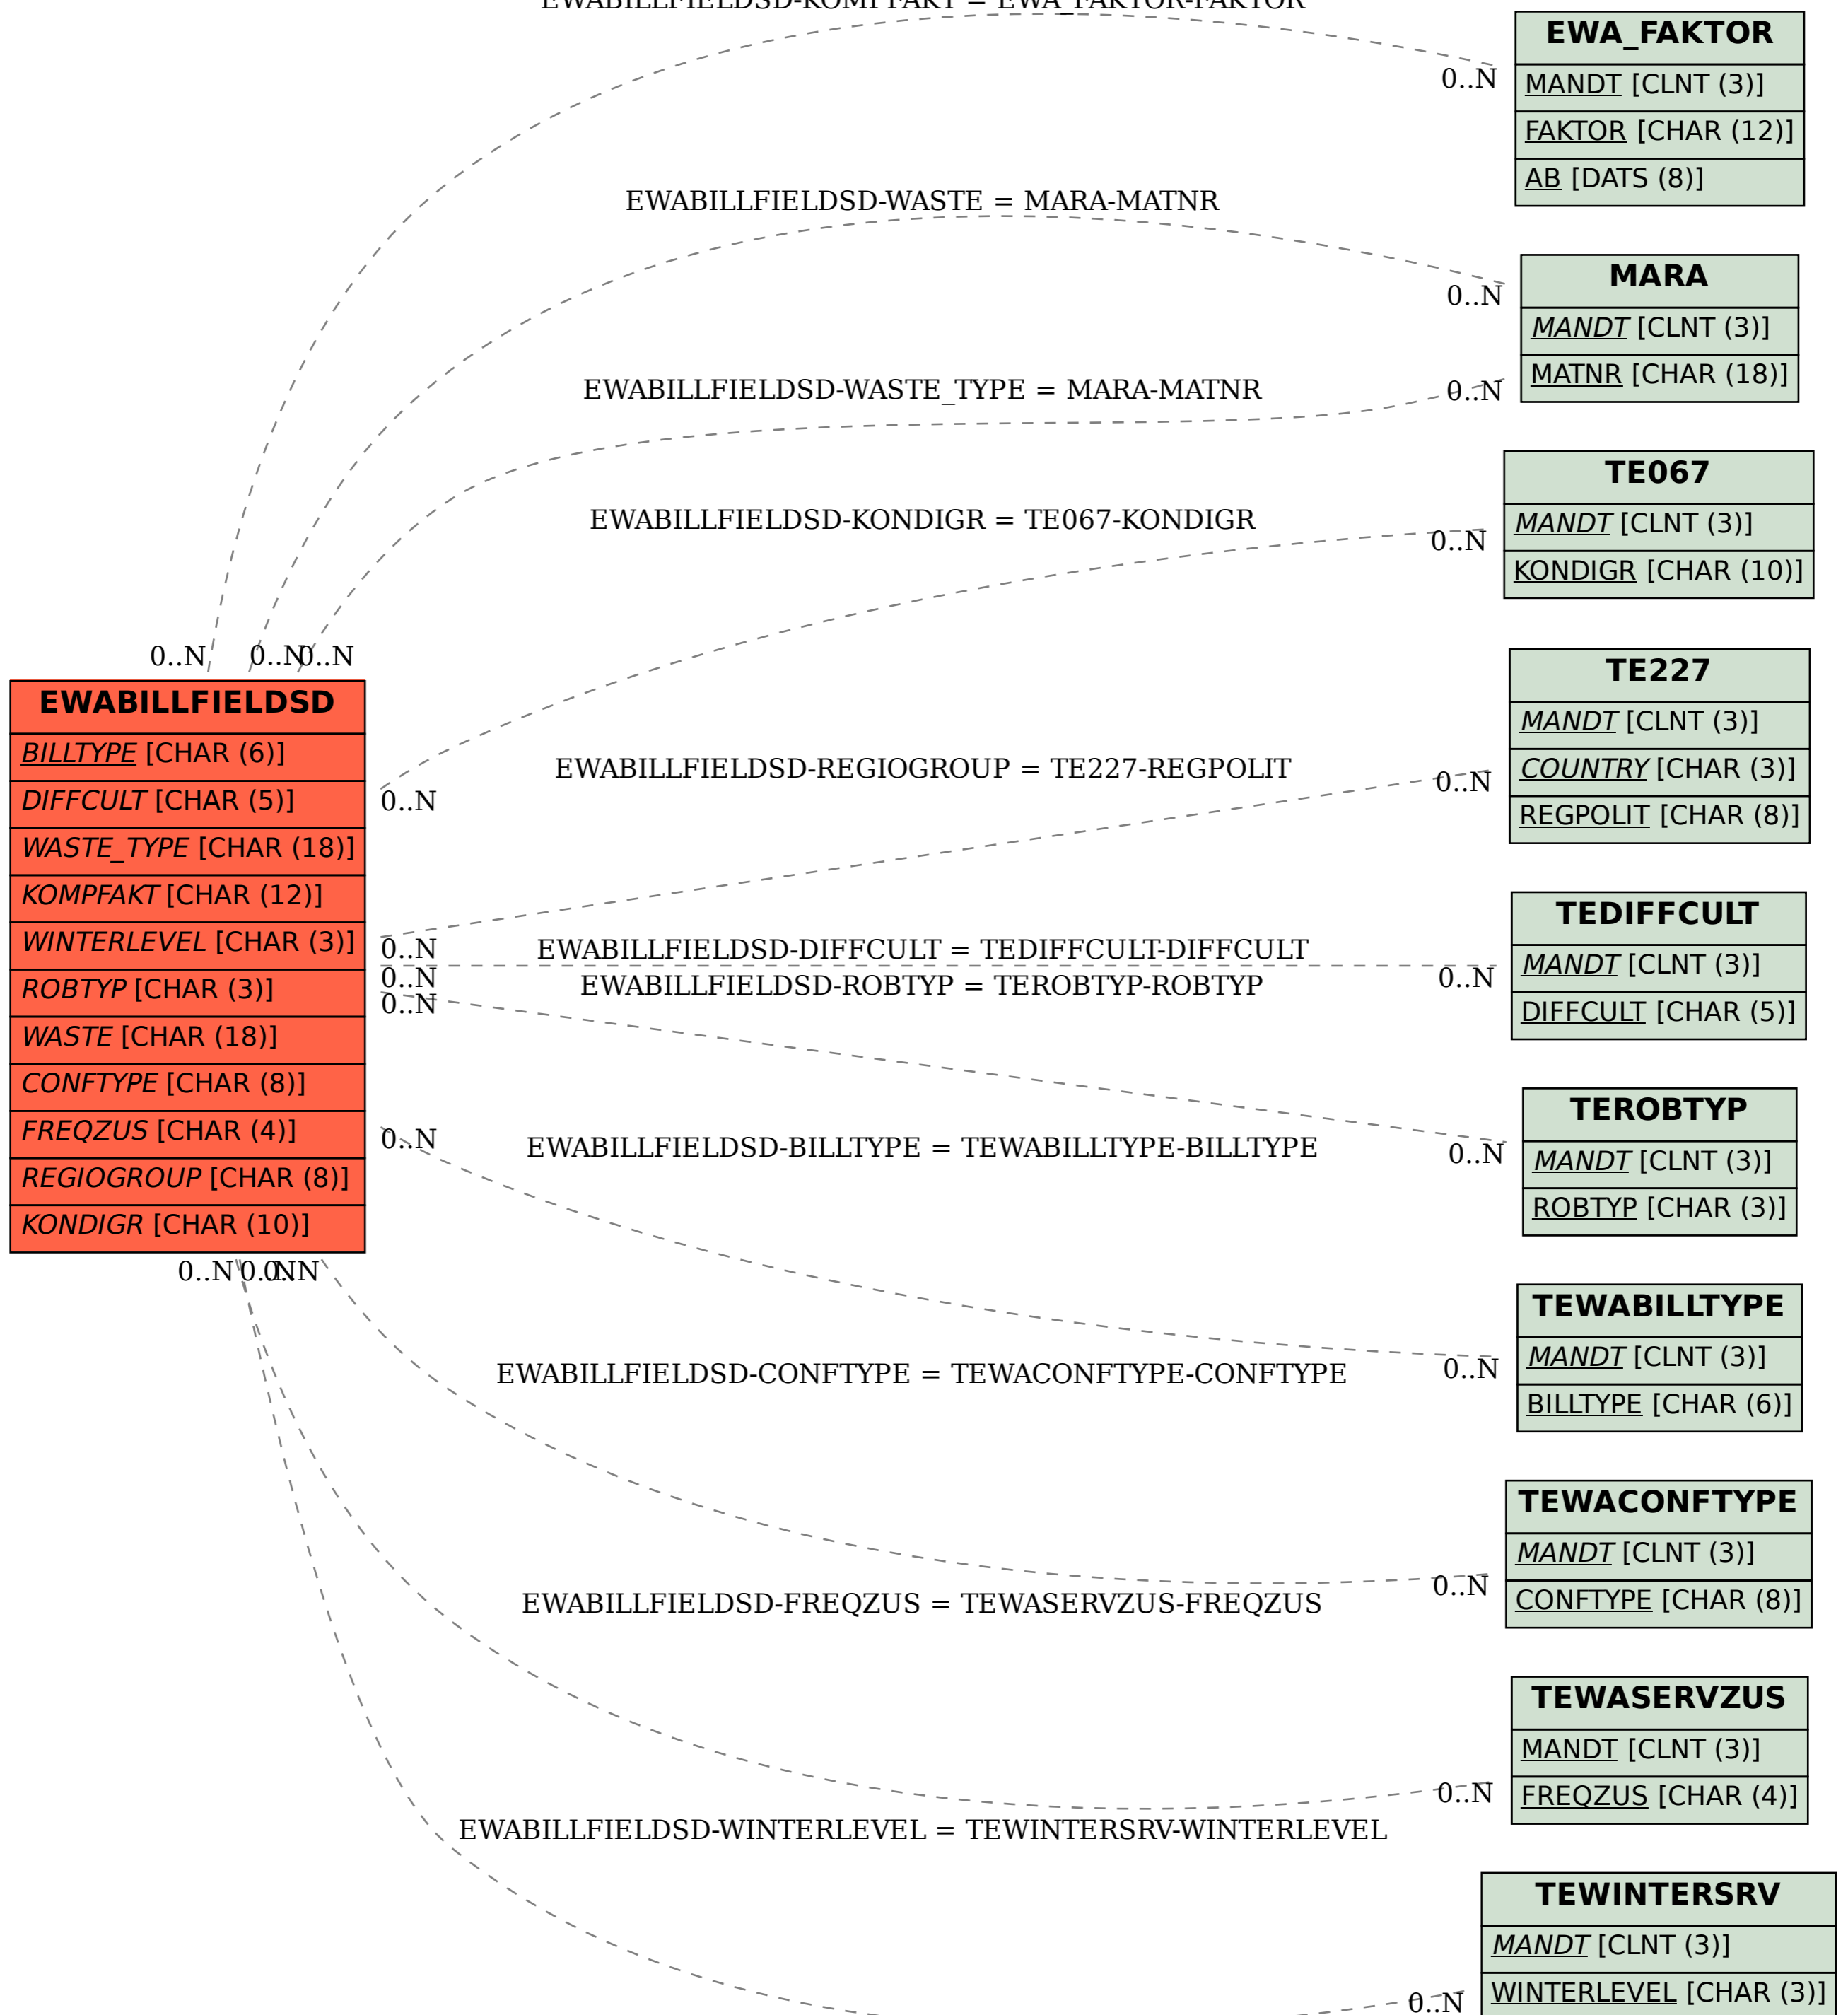 EWABILLFIELDSD-KOMPFAKT = EWA_FAKTOR-FAKTOR
EWA_FAKTOR
MANDT [CLNT (3)]
FAKTOR [CHAR (12)]
AB [DATS (8)]
0..N
EWABILLFIELDSD-WASTE = MARA-MATNR
MARA
MANDT [CLNT (3)]
MATNR [CHAR (18)]
0..N
EWABILLFIELDSD-WASTE_TYPE = MARA-MATNR
0..N
TE067
MANDT [CLNT (3)]
KONDIGR [CHAR (10)]
EWABILLFIELDSD-KONDIGR = TE067-KONDIGR
0..N
0..N
0..N
0..N
EWABILLFIELDSD
BILLTYPE [CHAR (6)]
DIFFCULT [CHAR (5)]
WASTE_TYPE [CHAR (18)]
KOMPFAKT [CHAR (12)]
WINTERLEVEL [CHAR (3)]
ROBTYP [CHAR (3)]
WASTE [CHAR (18)]
CONFTYPE [CHAR (8)]
FREQZUS [CHAR (4)]
REGIOGROUP [CHAR (8)]
KONDIGR [CHAR (10)]
0..N
0..N
0..N
0..N
0..N
0..N
0..N
0..N
TE227
MANDT [CLNT (3)]
COUNTRY [CHAR (3)]
REGPOLIT [CHAR (8)]
EWABILLFIELDSD-REGIOGROUP = TE227-REGPOLIT
0..N
TEDIFFCULT
MANDT [CLNT (3)]
DIFFCULT [CHAR (5)]
EWABILLFIELDSD-DIFFCULT = TEDIFFCULT-DIFFCULT
0..N
EWABILLFIELDSD-ROBTYP = TEROBTYP-ROBTYP
TEROBTYP
MANDT [CLNT (3)]
ROBTYP [CHAR (3)]
0..N
EWABILLFIELDSD-BILLTYPE = TEWABILLTYPE-BILLTYPE
TEWABILLTYPE
MANDT [CLNT (3)]
BILLTYPE [CHAR (6)]
0..N
EWABILLFIELDSD-CONFTYPE = TEWACONFTYPE-CONFTYPE
TEWACONFTYPE
MANDT [CLNT (3)]
CONFTYPE [CHAR (8)]
0..N
EWABILLFIELDSD-FREQZUS = TEWASERVZUS-FREQZUS
TEWASERVZUS
MANDT [CLNT (3)]
FREQZUS [CHAR (4)]
0..N
EWABILLFIELDSD-WINTERLEVEL = TEWINTERSRV-WINTERLEVEL
TEWINTERSRV
MANDT [CLNT (3)]
WINTERLEVEL [CHAR (3)]
0..N